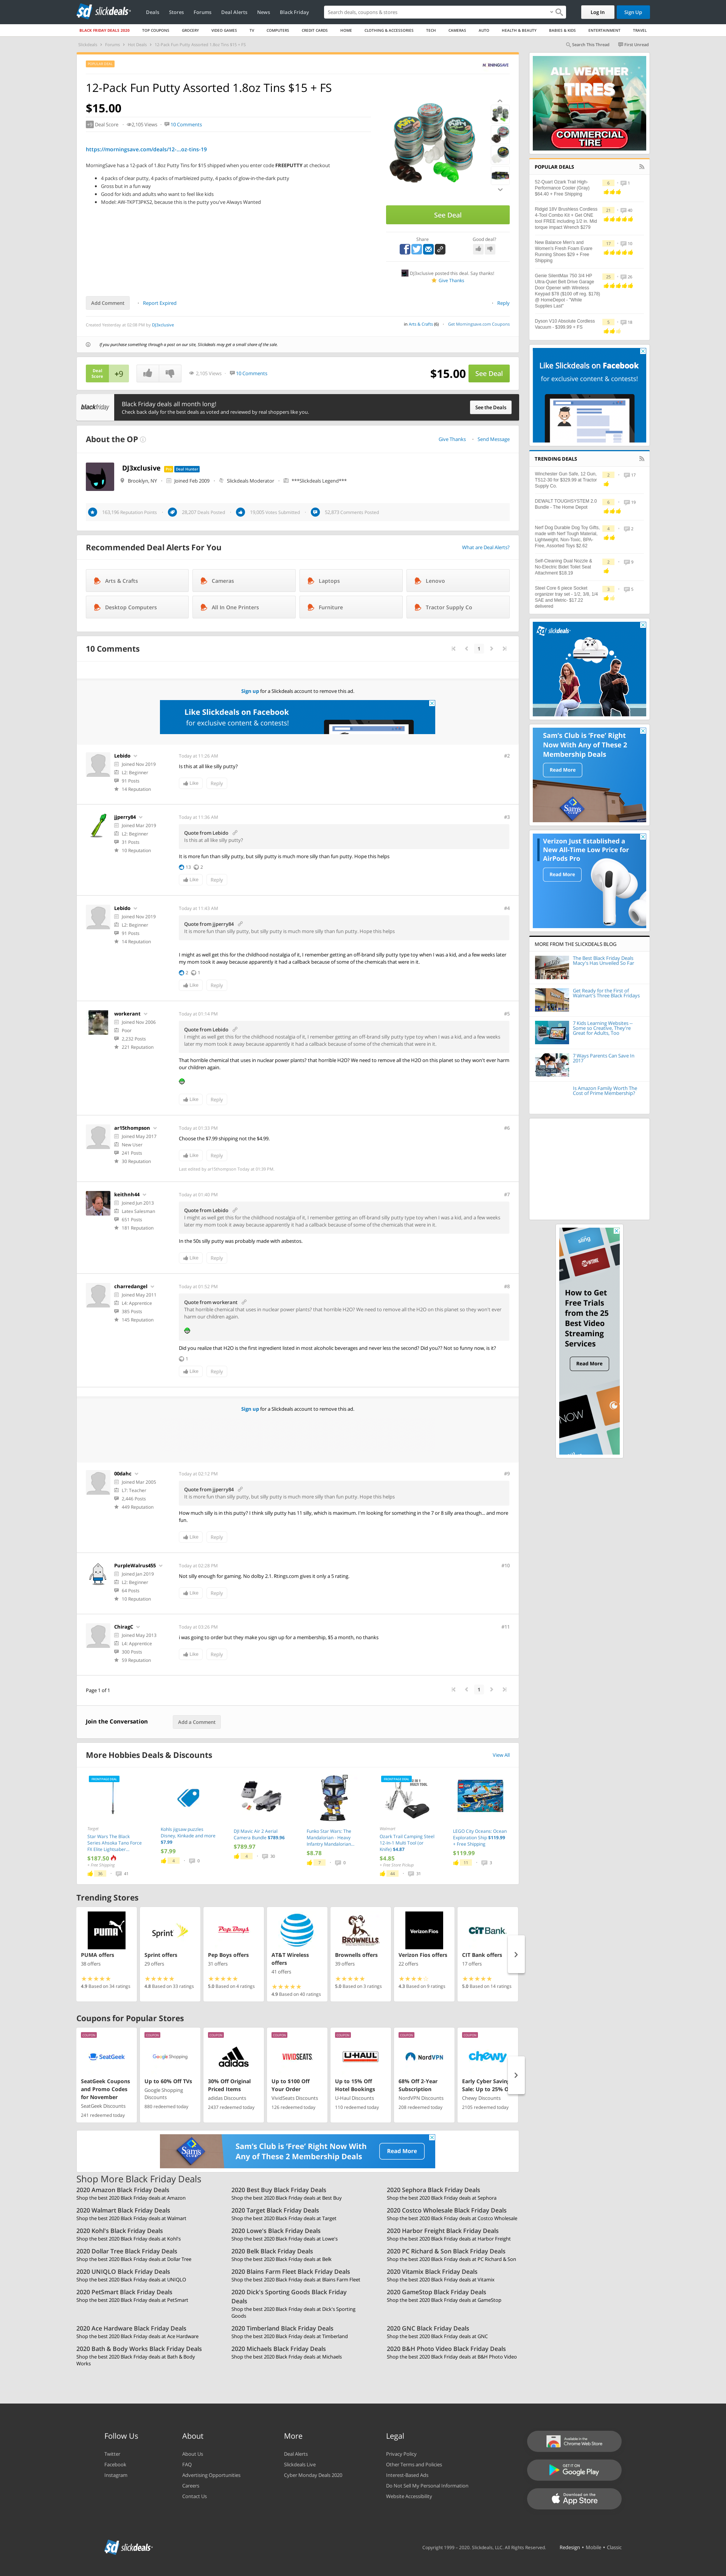 slickdeals
Deals Stores Forums Deal Alerts News Black Friday
Search deals, coupons & stores
Log In Sign Up
BLACK FRIDAY DEALS 2020 TOP COUPONS GROCERY VIDEO GAMES TV COMPUTERS CREDIT CARDS HOME CLOTHING & ACCESSORIES TECH CAMERAS AUTO HEALTH & BEAUTY BABIES & KIDS ENTERTAINMENT TRAVEL
Slickdeals > Forums > Hot Deals > 12-Pack Fun Putty Assorted 1.8oz Tins $15 + FS
Search This Thread First Unread
12-Pack Fun Putty Assorted 1.8oz Tins $15 + FS
$15.00
Deal Score 2,105 Views 10 Comments
https://morningsave.com/deals/12-...oz-tins-19
MorningSave has a 12-pack of 1.8oz Putty Tins for $15 shipped when you enter code FREEPUTTY at checkout
4 packs of clear putty, 4 packs of marbleized putty, 4 packs of glow-in-the-dark putty
Gross but in a fun way
Good for kids and adults who want to feel like kids
Model: AW-TKPT3PK52, because this is the putty you've Always Wanted
See Deal
Share Good deal?
DJ3xclusive posted this deal. Say thanks!
Give Thanks
Add Comment Report Expired Reply
Created Yesterday at 02:08 PM by DJ3xclusive
in Arts & Crafts (6) Get Morningsave.com Coupons
If you purchase something through a post on our site, Slickdeals may get a small share of the sale.
Deal Score +9 2,105 Views 10 Comments $15.00 See Deal
blackfriday Black Friday deals all month long!
Check back daily for the best deals as voted and reviewed by real shoppers like you.
See the Deals
About the OP Give Thanks Send Message
DJ3xclusive Deal Hunter
Brooklyn, NY Joined Feb 2009 Slickdeals Moderator ***Slickdeals Legend***
163,196 Reputation Points 26,207 Deals Posted 19,605 Votes Submitted 52,873 Comments Posted
Recommended Deal Alerts For You What are Deal Alerts?
Arts & Crafts Cameras Laptops Lenovo
Desktop Computers All In One Printers Furniture Tractor Supply Co
10 Comments 1
Sign up for a Slickdeals account to remove this ad.
Like Slickdeals on Facebook
for exclusive content & contests!
Lebido Today at 11:26 AM #2
Joined Nov 2019
L2: Beginner
91 Posts
14 Reputation
Is this at all like silly putty?
Like Reply
jjperry84 Today at 11:36 AM #3
Joined Mar 2019
L2: Beginner
31 Posts
10 Reputation
Quote from Lebido
Is this at all like silly putty?
It is more fun than silly putty, but silly putty is much more silly than fun putty. Hope this helps
13 2
Like Reply
Lebido Today at 11:43 AM #4
Joined Nov 2019
L2: Beginner
91 Posts
14 Reputation
Quote from jjperry84
It is more fun than silly putty, but silly putty is much more silly than fun putty. Hope this helps
I might as well get this for the childhood nostalgia of it, I remember getting an off-brand silly putty type toy when i was a kid, and a few weeks later my mom took it away because apparently it had a callback because of some of the chemicals that were in it.
2 1
Like Reply
workerant Today at 01:14 PM #5
Joined Nov 2006
Poor
2,232 Posts
221 Reputation
Quote from Lebido
I might as well get this for the childhood nostalgia of it, I remember getting an off-brand silly putty type toy when i was a kid, and a few weeks later my mom took it away because apparently it had a callback because of some of the chemicals that were in it.
That horrible chemical that uses in nuclear power plants? that horrible H2O? We need to remove all the H2O on this planet so they won't ever harm our children again.
Like Reply
ar15thompson Today at 01:33 PM #6
Joined May 2017
New User
241 Posts
30 Reputation
Choose the $7.99 shipping not the $4.99.
Like Reply
Last edited by ar15thompson Today at 01:39 PM
keithnh44 Today at 01:40 PM #7
Joined Jun 2013
Latex Salesman
651 Posts
181 Reputation
Quote from Lebido
I might as well get this for the childhood nostalgia of it, I remember getting an off-brand silly putty type toy when i was a kid, and a few weeks later my mom took it away because apparently it had a callback because of some of the chemicals that were in it.
In the 50s silly putty was probably made with asbestos.
Like Reply
charredangel Today at 01:52 PM #8
Joined May 2011
L4: Apprentice
385 Posts
145 Reputation
Quote from workerant
That horrible chemical that uses in nuclear power plants? that horrible H2O? We need to remove all the H2O on this planet so they won't ever harm our children again.
Did you realize that H2O is the first ingredient listed in most alcoholic beverages and never less the second? Did you?? Not so funny now, is it?
1
Like Reply
Sign up for a Slickdeals account to remove this ad.
00dahc Today at 02:12 PM #9
Joined Mar 2005
L7: Teacher
2,446 Posts
449 Reputation
Quote from jjperry84
It is more fun than silly putty, but silly putty is much more silly than fun putty. Hope this helps
How much silly is in this putty? I think silly putty has 11 silly, which is maximum. I'm looking for something in the 7 or 8 silly area though... and more fun.
Like Reply
PurpleWalrus455 Today at 02:28 PM #10
Joined Jan 2019
L2: Beginner
64 Posts
10 Reputation
Not silly enough for gaming. No dolby 2.1. Rtings.com gives it only a 5 rating.
Like Reply
ChiragC Today at 03:26 PM #11
Joined May 2013
L4: Apprentice
300 Posts
59 Reputation
i was going to order but they make you sign up for a membership, $5 a month, no thanks
Like Reply
Page 1 of 1 1
Join the Conversation Add a Comment
More Hobbies Deals & Discounts View All
Target
Star Wars The Black Series Ahsoka Tano Force FX Elite Lightsaber...
$187.50
+ Free Shipping
Kohls jigsaw puzzles Disney, Kinkade and more $7.99
$7.99
DJI Mavic Air 2 Aerial Camera Bundle $789.96
$789.97
Funko Star Wars: The Mandalorian - Heavy Infantry Mandalorian...
$8.78
Walmart
Ozark Trail Camping Steel 12-in-1 Multi Tool (or Knife) $4.87
$4.85
+ Free Store Pickup
LEGO City Oceans: Ocean Exploration Ship $119.99 + Free Shipping
$119.99
Trending Stores
PUMA offers
38 offers
4.9 Based on 34 ratings
Sprint offers
29 offers
4.8 Based on 33 ratings
Pep Boys offers
31 offers
5.0 Based on 4 ratings
AT&T Wireless offers
41 offers
4.9 Based on 40 ratings
Brownells offers
39 offers
5.0 Based on 3 ratings
Verizon Fios offers
22 offers
4.3 Based on 9 ratings
CIT Bank offers
17 offers
5.0 Based on 14 ratings
Coupons for Popular Stores
SeatGeek Coupons and Promo Codes for November
SeatGeek Discounts
241 redeemed today
Up to 60% Off TVs
Google Shopping Discounts
880 redeemed today
30% Off Original Priced Items
adidas Discounts
2437 redeemed today
Up to $100 Off Your Order
VividSeats Discounts
126 redeemed today
Up to 15% Off Hotel Bookings
U-Haul Discounts
110 redeemed today
68% Off 2-Year Subscription
NordVPN Discounts
208 redeemed today
Early Cyber Saving Sale: Up to 25% O
Chewy Discounts
2105 redeemed today
Sam's Club is 'Free' Right Now With Any of These 2 Membership Deals
Read More
Shop More Black Friday Deals
2020 Amazon Black Friday Deals
Shop the best 2020 Black Friday deals at Amazon
2020 Best Buy Black Friday Deals
Shop the best 2020 Black Friday deals at Best Buy
2020 Sephora Black Friday Deals
Shop the best 2020 Black Friday deals at Sephora
2020 Walmart Black Friday Deals
Shop the best 2020 Black Friday deals at Walmart
2020 Target Black Friday Deals
Shop the best 2020 Black Friday deals at Target
2020 Costco Wholesale Black Friday Deals
Shop the best 2020 Black Friday deals at Costco Wholesale
2020 Kohl's Black Friday Deals
Shop the best 2020 Black Friday deals at Kohl's
2020 Lowe's Black Friday Deals
Shop the best 2020 Black Friday deals at Lowe's
2020 Harbor Freight Black Friday Deals
Shop the best 2020 Black Friday deals at Harbor Freight
2020 Dollar Tree Black Friday Deals
Shop the best 2020 Black Friday deals at Dollar Tree
2020 Belk Black Friday Deals
Shop the best 2020 Black Friday deals at Belk
2020 PC Richard & Son Black Friday Deals
Shop the best 2020 Black Friday deals at PC Richard & Son
2020 UNIQLO Black Friday Deals
Shop the best 2020 Black Friday deals at UNIQLO
2020 Blains Farm Fleet Black Friday Deals
Shop the best 2020 Black Friday deals at Blains Farm Fleet
2020 Vitamix Black Friday Deals
Shop the best 2020 Black Friday deals at Vitamix
2020 PetSmart Black Friday Deals
Shop the best 2020 Black Friday deals at PetSmart
2020 Dick's Sporting Goods Black Friday Deals
Shop the best 2020 Black Friday deals at Dick's Sporting Goods
2020 GameStop Black Friday Deals
Shop the best 2020 Black Friday deals at GameStop
2020 Ace Hardware Black Friday Deals
Shop the best 2020 Black Friday deals at Ace Hardware
2020 Timberland Black Friday Deals
Shop the best 2020 Black Friday deals at Timberland
2020 GNC Black Friday Deals
Shop the best 2020 Black Friday deals at GNC
2020 Bath & Body Works Black Friday Deals
Shop the best 2020 Black Friday deals at Bath & Body Works
2020 Michaels Black Friday Deals
Shop the best 2020 Black Friday deals at Michaels
2020 B&H Photo Video Black Friday Deals
Shop the best 2020 Black Friday deals at B&H Photo Video
ALL WEATHER TIRES
COMMERCIAL TIRE
POPULAR DEALS
52-Quart Ozark Trail High-Performance Cooler (Gray) $64.40 + Free Shipping
Ridgid 18V Brushless Cordless 4-Tool Combo Kit + Get ONE tool FREE including 1/2 in. Mid torque impact Wrench $279
New Balance Men's and Women's Fresh Foam Evare Running Shoes $29 + Free Shipping
Genie SilentMax 750 3/4 HP Ultra-Quiet Belt Drive Garage Door Opener with Wireless Keypad $78 ($100 off reg. $178) @ HomeDepot - "While Supplies Last"
Dyson V10 Absolute Cordless Vacuum - $399.99 + FS
Like Slickdeals on Facebook
for exclusive content & contests!
TRENDING DEALS
Winchester Gun Safe, 12 Gun, TS12-30 for $329.99 at Tractor Supply Co.
DEWALT TOUGHSYSTEM 2.0 Bundle - The Home Depot
Nerf Dog Durable Dog Toy Gifts, made with Nerf Tough Material, Lightweight, Non-Toxic, BPA-Free, Assorted Toys $2.62
Self-Cleaning Dual Nozzle & No-Electric Bidet Toilet Seat Attachment $18.19
Steel Core 6 piece Socket organizer tray set - 1/2, 3/8, 1/4 SAE and Metric- $17.22 delivered
slickdeals
Sam's Club is 'Free' Right Now With Any of These 2 Membership Deals
Read More
Verizon Just Established a New All-Time Low Price for AirPods Pro
Read More
MORE FROM THE SLICKDEALS BLOG
The Best Black Friday Deals Macy's Has Unveiled So Far
Get Ready for the First of Walmart's Three Black Fridays
7 Kids Learning Websites -- Some so Creative, They're Great for Adults, Too
7 Ways Parents Can Save In 2017
Is Amazon Family Worth The Cost of Prime Membership?
sling
SHOWTIME
How to Get Free Trials from the 25 Best Video Streaming Services
Read More
NOW
Follow Us
Twitter
Facebook
Instagram
About
About Us
FAQ
Advertising Opportunities
Careers
Contact Us
More
Deal Alerts
Slickdeals Live
Cyber Monday Deals 2020
Legal
Privacy Policy
Other Terms and Policies
Interest-Based Ads
Do Not Sell My Personal Information
Website Accessibility
Available in the Chrome Web Store
GET IT ON Google Play
Download on the App Store
slickdeals
Copyright 1999 - 2020. Slickdeals, LLC. All Rights Reserved. Redesign • Mobile • Classic